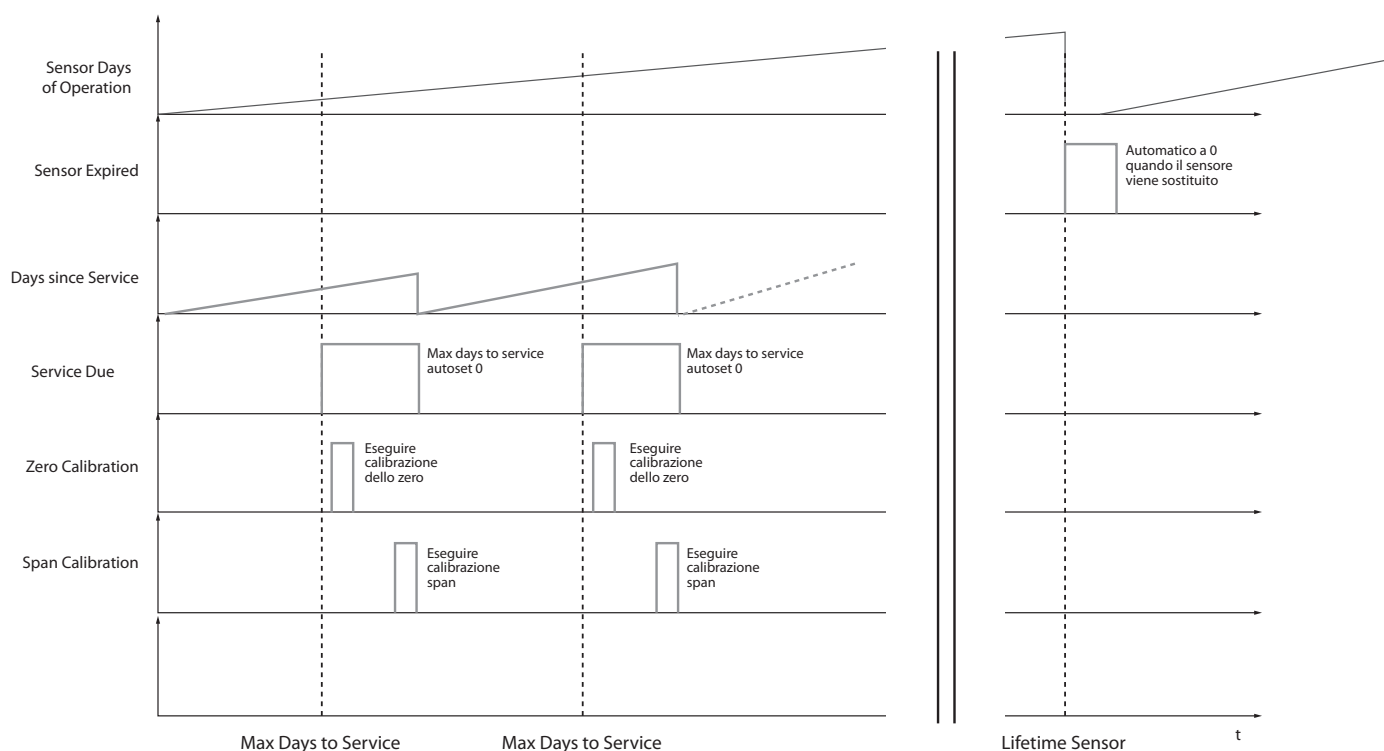 Sensor Days
of Operation
Sensor Expired
Automatico a 0
quando il sensore
viene sostituito
Days since Service
Service Due
Max days to service
autoset 0
Max days to service
autoset 0
Zero Calibration
Eseguire
calibrazione
dello zero
Eseguire
calibrazione
dello zero
Span Calibration
Eseguire
calibrazione
span
Eseguire
calibrazione
span
Max Days to Service
Max Days to Service
Lifetime Sensor
t